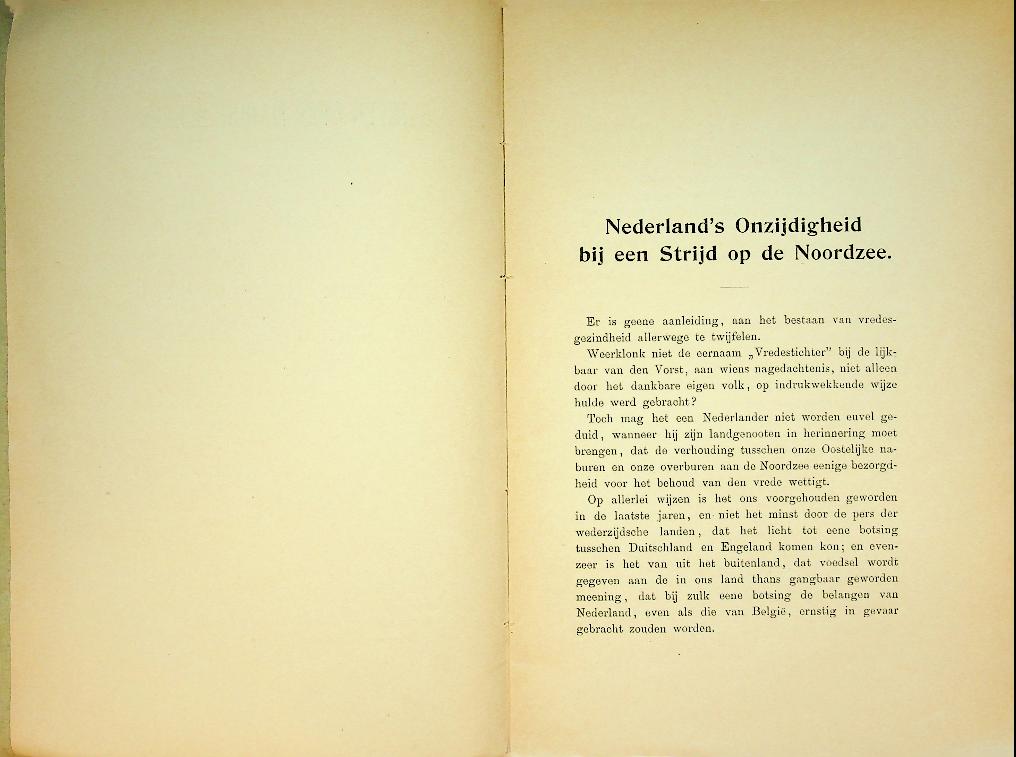 Nederland's Onzijdigheid
bij een Strijd op de Noordzee.
Er is geene aanleiding, aan het bestaan van vredes-
gezindheid allerwege te twijfelen.
Weerklonk niet de eernaam „Vredestichter" bij de lijk-
baar van den Vorst, aan wiens nagedachtenis, niet alleen
door het dankbare eigen volk, op indrukwekkende wijze
hulde werd gebracht?
Toch mag het een Nederlander niet worden euvel ge-
duid, wanneer hij zijn landgenooten in herinnering moet
brengen, dat de verhouding tusschen onze Oostelijke na-
buren en onze overburen aan de Noordzee eenige bezorgd-
heid voor het behoud van den vrede wettigt.
Op allerlei wijzen is het ons voorgehouden geworden
in de laatste jaren, en niet het minst door de pers der
wederzijdsche landen, dat het licht tot eene botsing
tusschen Duitschland en Engeland komen kon; en even-
zeer is het van uit het buitenland, dat voedsel wordt
gegeven aan de in ons land thans gangbaar geworden
meening, dat bij zulk eene botsing de belangen van
Nederland, even als die van België, ernstig in gevaar
gebracht zouden worden.